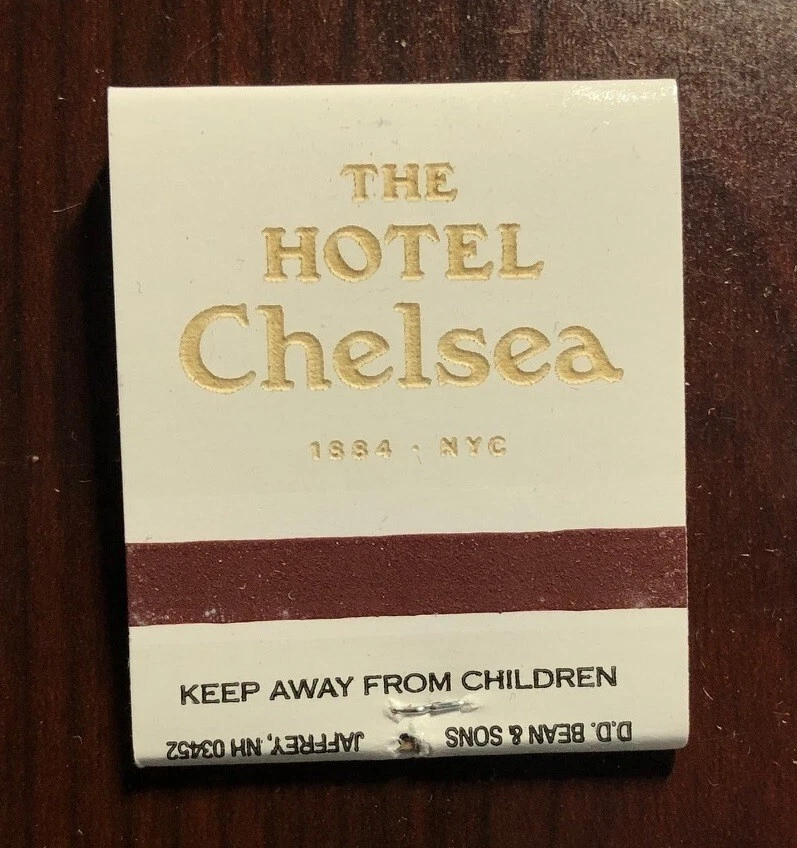 THE
HOTEL
Chelsea
1884 · NYC
KEEP AWAY FROM CHILDREN
D.D. BEAN & SONS JAFFREY, NH 03452